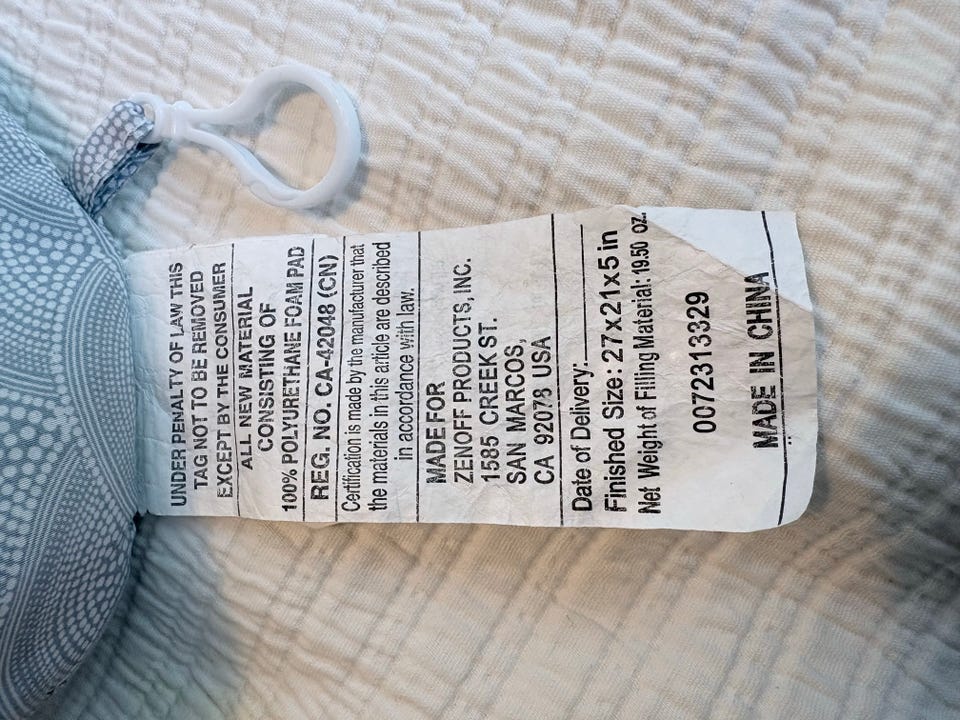 UNDER PENALTY OF LAW THIS
TAG NOT TO BE REMOVED
EXCEPT BY THE CONSUMER
ALL NEW MATERIAL
CONSISTING OF
100% POLYURETHANE FOAM PAD
REG. NO. CA-42048 (CN)
Certification is made by the manufacturer that
the materials in this article are described
in accordance with law.
MADE FOR
ZENOFF PRODUCTS, INC.
1585 CREEK ST.
SAN MARCOS,
CA 92078 USA
Date of Delivery:
Finished Size: 27x21x5 in
Net Weight of Filling Material: 19.50 oz.
0072313329
MADE IN CHINA